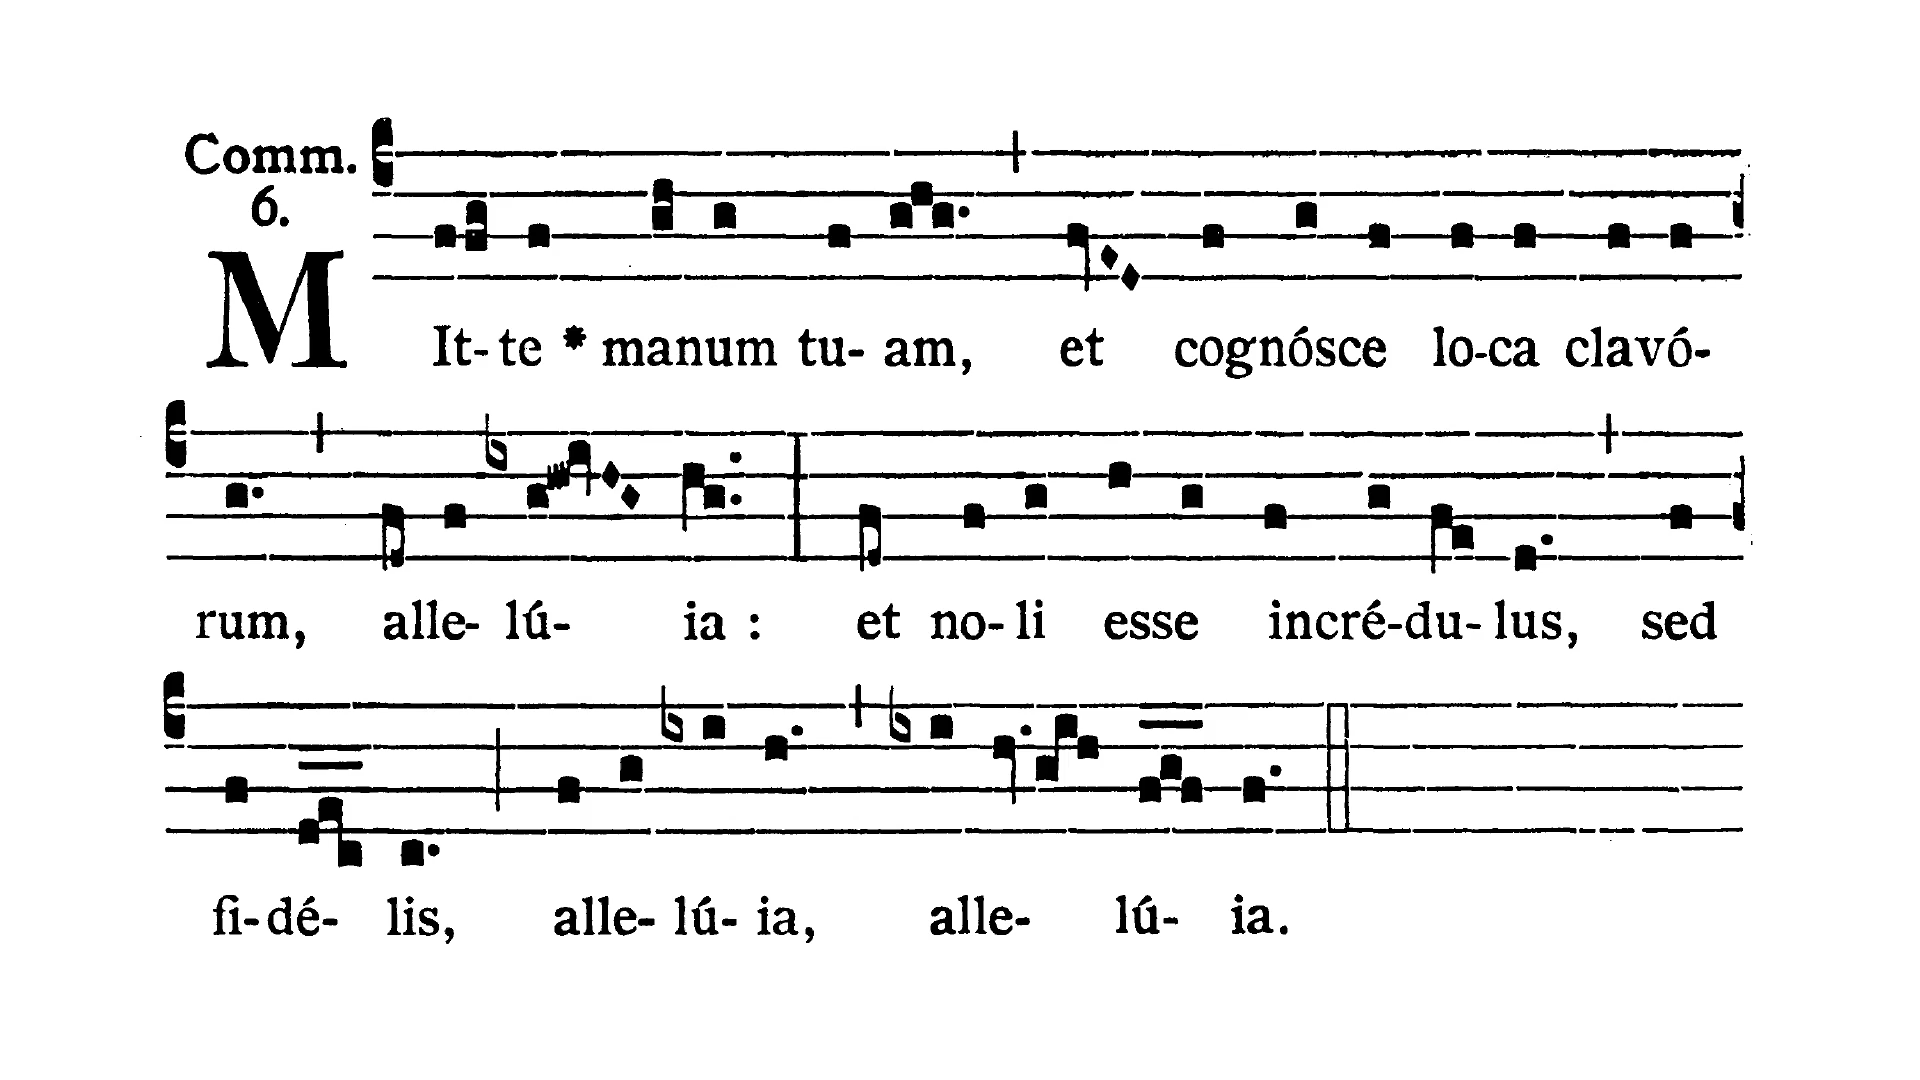 Comm.
6.
MIt-te * manum tu- am, et cognósce lo-ca clavó-
rum, alle- lú- ia : et no-li esse incré-du-lus, sed
fi-dé- lis, alle-lú- ia, alle- lú- ia.